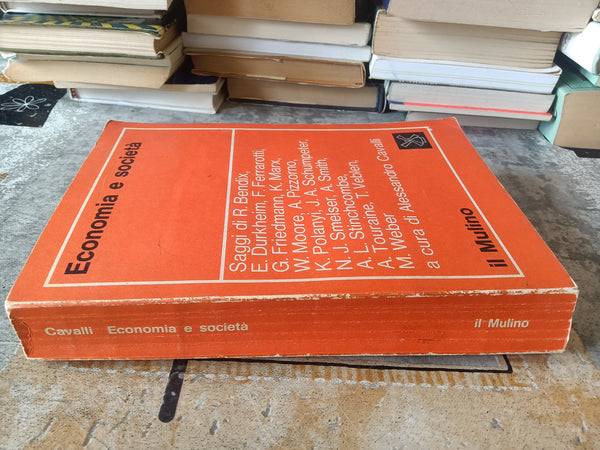 Economia e società
Saggi di R. Bendix,
E. Durkheim, F. Ferrarotti,
G. Friedmann, K. Marx,
W. Moore, A. Pizzorno,
K. Polanyi, J. A. Schumpeter,
N. J. Smelser, A. Smith,
A. L. Stinchcombe,
A. Touraine, T. Veblen,
M. Weber
a cura di Alessandro Cavalli
il Mulino
Cavalli Economia e società
il Mulino